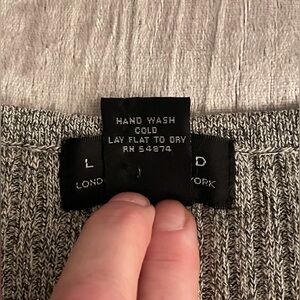 HAND WASH
COLD
LAY FLAT TO DRY
RN 54874
L D
LOND YORK